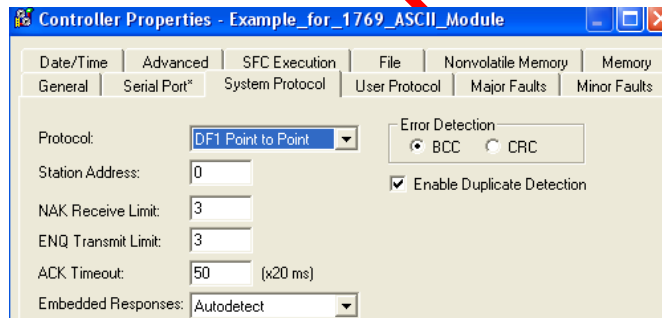 Controller Properties - Example_for_1769_ASCII_Module
Date/Time Advanced SFC Execution File Nonvolatile Memory Memory
General Serial Port* System Protocol User Protocol Major Faults Minor Faults
Protocol: DF1 Point to Point
Error Detection
BCC CRC
Station Address: 0
Enable Duplicate Detection
NAK Receive Limit: 3
ENQ Transmit Limit: 3
ACK Timeout: 50 (x20 ms)
Embedded Responses: Autodetect